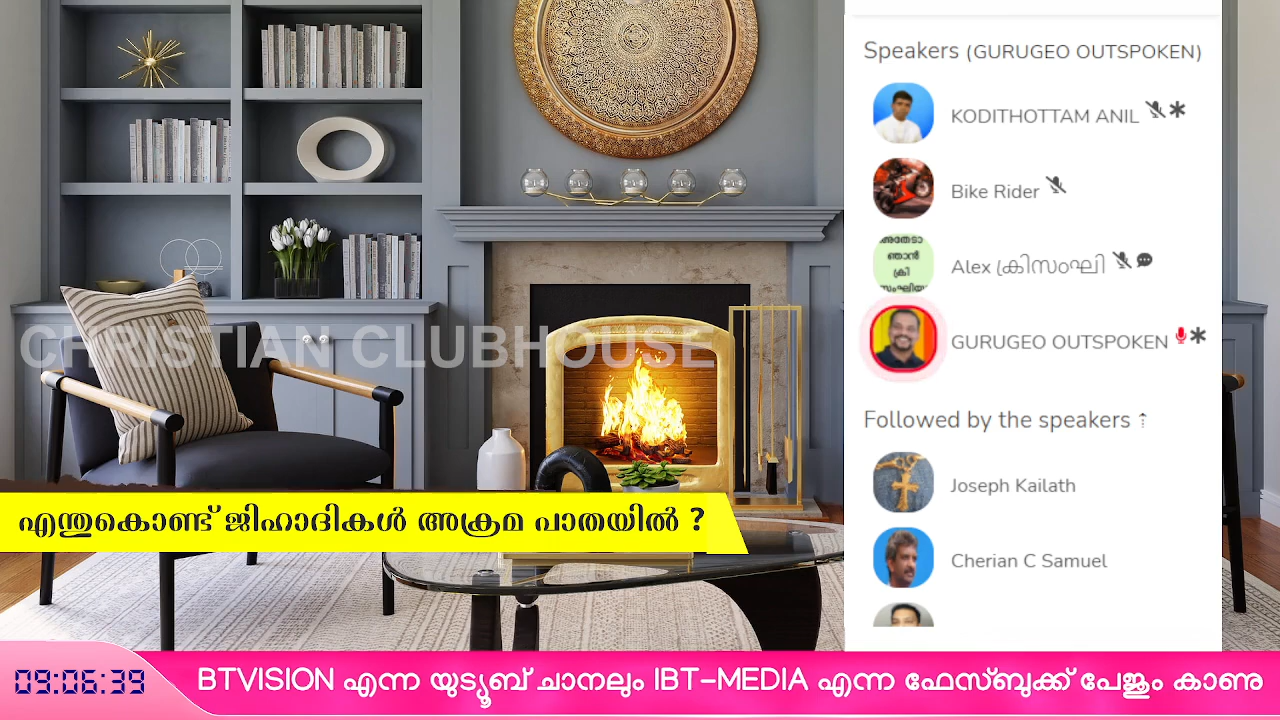 Speakers (GURUGEO OUTSPOKEN)
KODITHOTTAM ANIL
Bike Rider
അതേടാ
ഞാൻ
ക്രി
സംഘിയാ
Alex ക്രിസംഘി
GURUGEO OUTSPOKEN
Followed by the speakers
Joseph Kailath
Cherian C Samuel
CHRISTIAN CLUBHOUSE
എന്തുകൊണ്ട് ജിഹാദികൾ അക്രമ പാതയിൽ ?
09:06:39
BTVISION എന്ന യുട്യൂബ് ചാനലും IBT-MEDIA എന്ന ഫേസ്ബുക്ക് പേജും കാണു